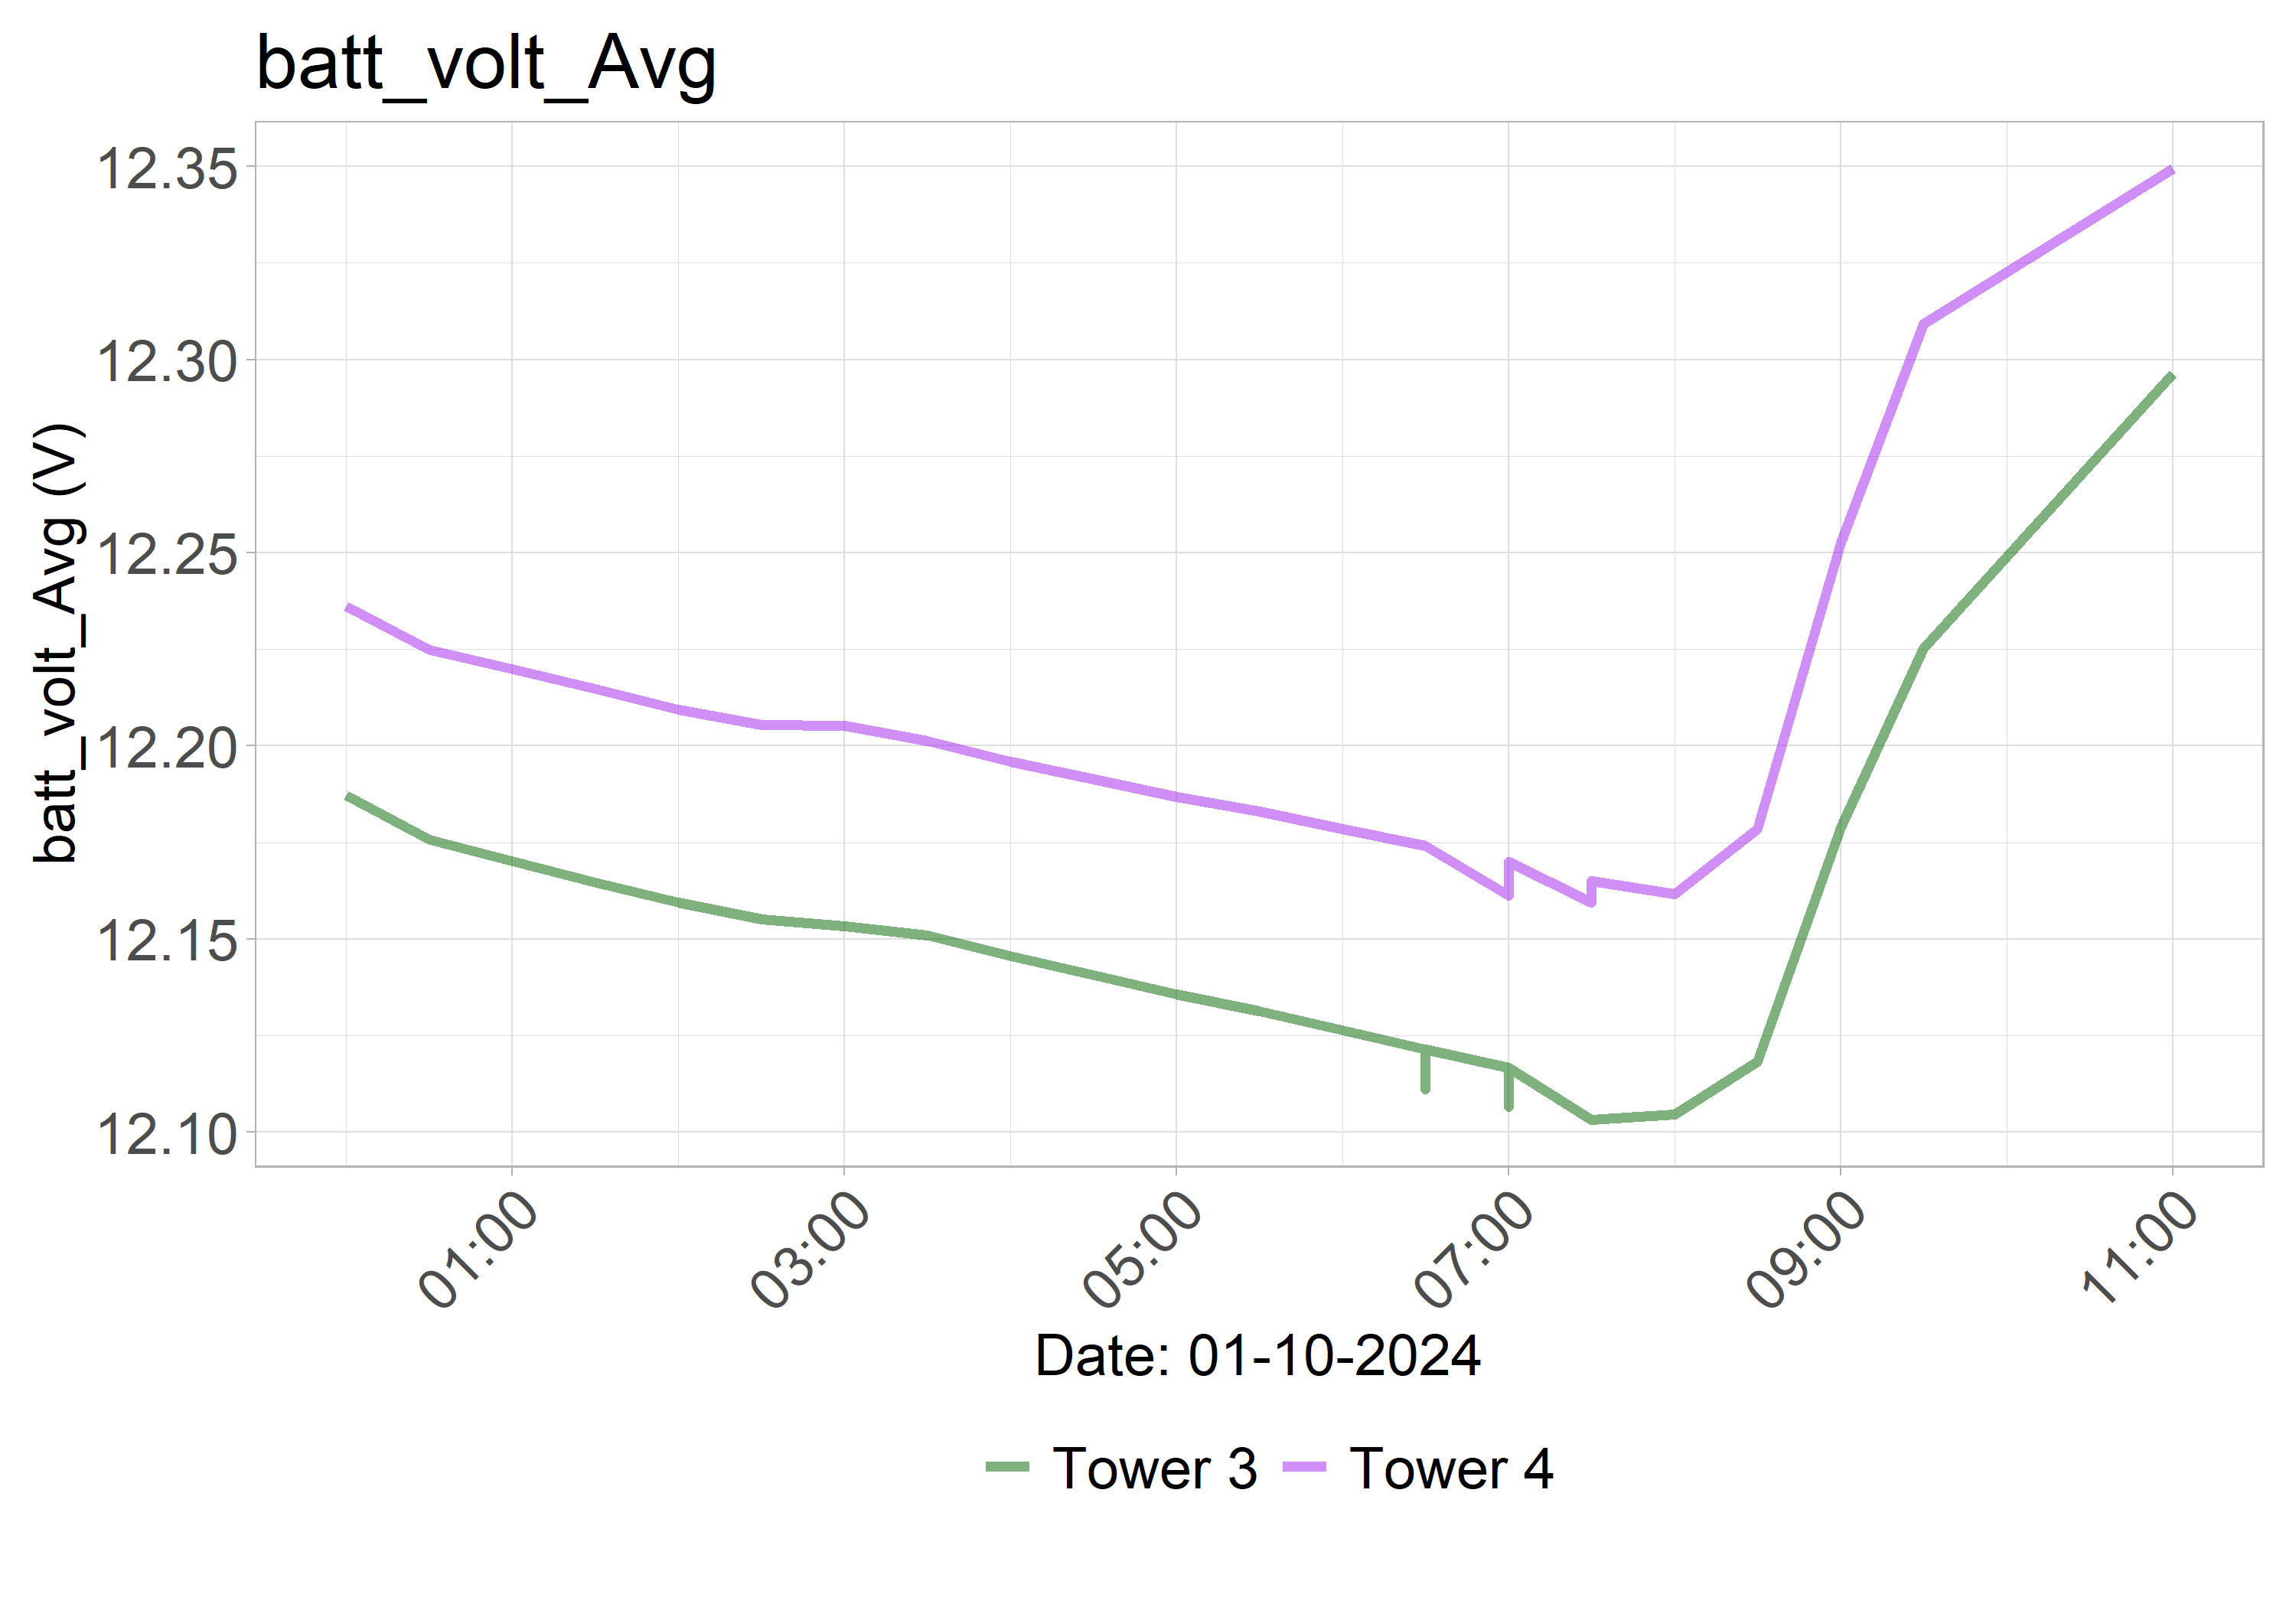 batt_volt_Avg
batt_volt_Avg (V)
12.35
12.30
12.25
12.20
12.15
12.10
01:00
03:00
05:00
07:00
09:00
11:00
Date: 01-10-2024
Tower 3
Tower 4